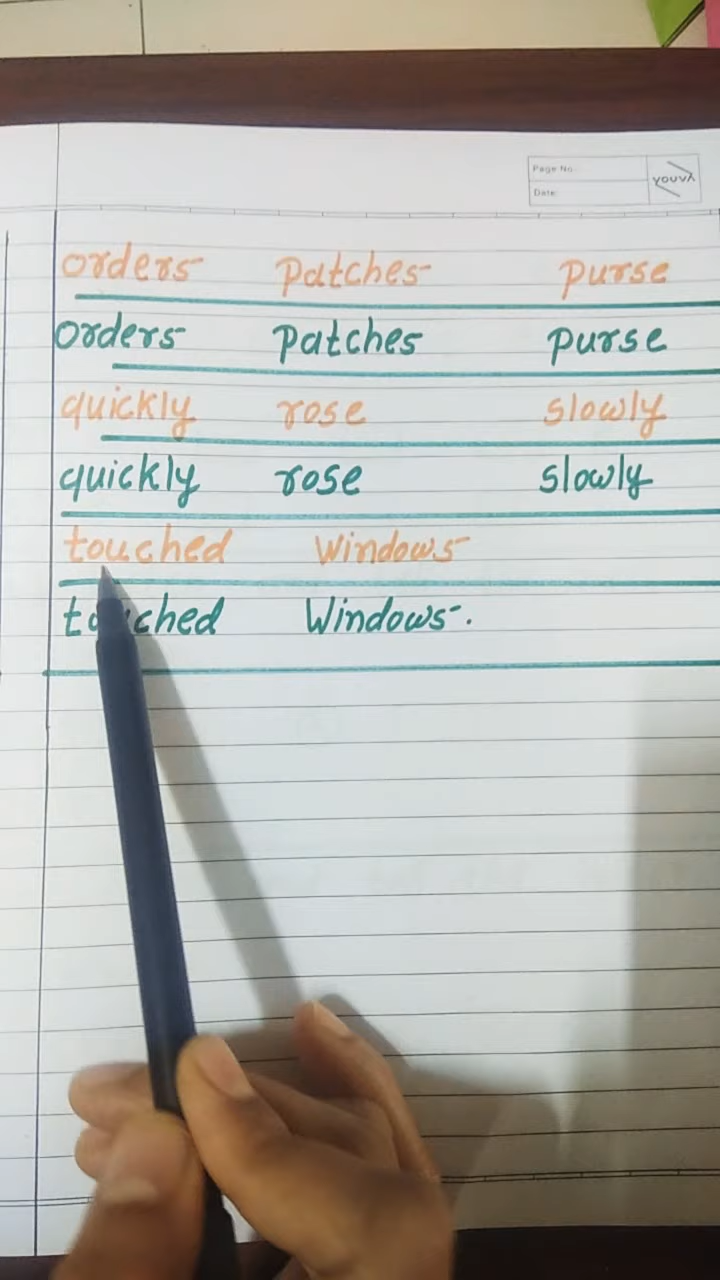 Page No.
Date:
YOUVA
orders patches purse
orders patches purse
quickly rose slowly
quickly rose slowly
touched windows
touched windows.